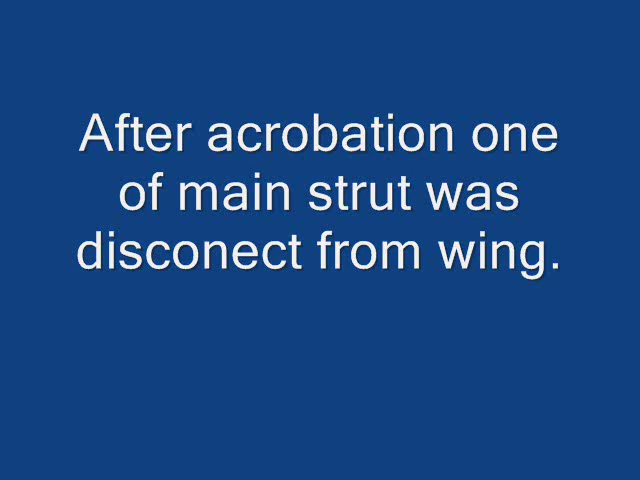 After acrobation one
of main strut was
disconect from wing.